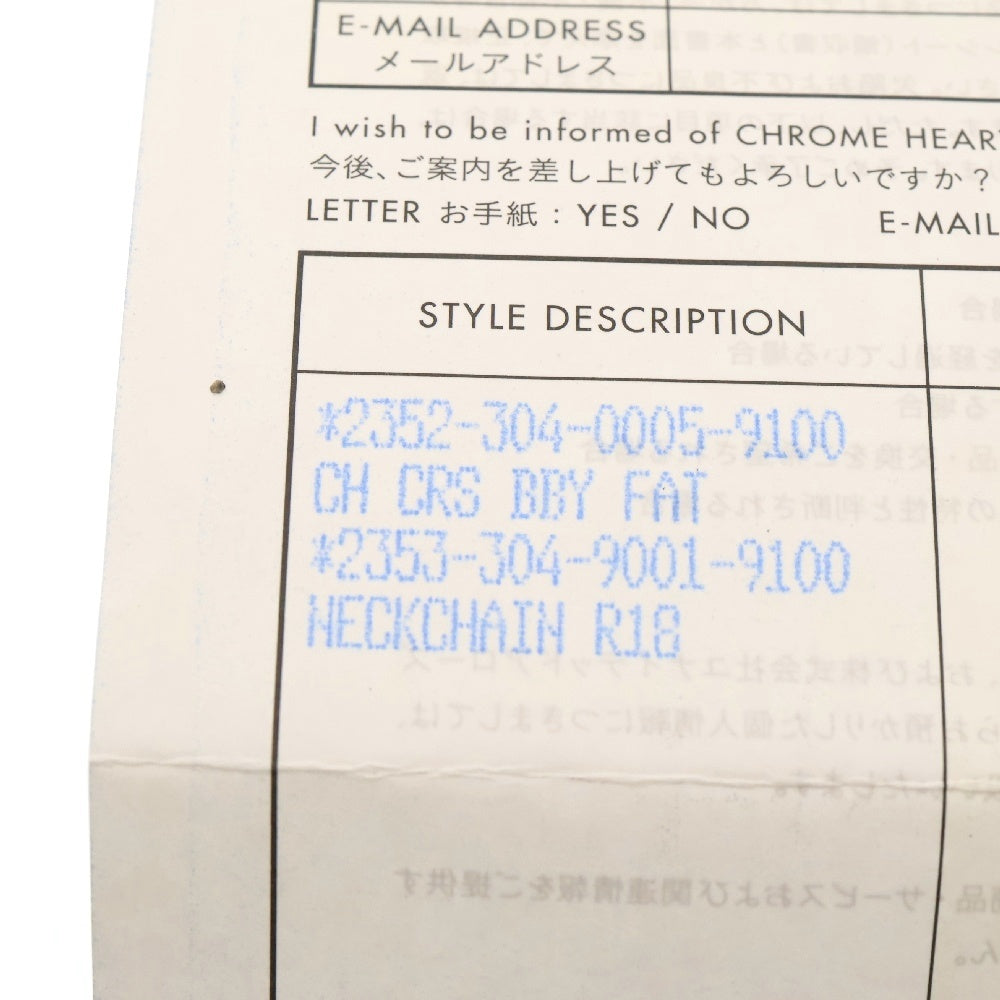 E-MAIL ADDRESS
メールアドレス
I wish to be informed of CHROME HEAR
今後、ご案内を差し上げてもよろしいですか?
LETTER お手紙 : YES / NO E-MAIL
STYLE DESCRIPTION
*2352-304-0005-9100
CH CRS BBY FAT
*2353-304-9001-9100
NECKCHAIN R18